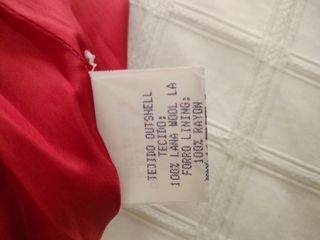 TEJIDO OUTSHELL
TECIDO:
100% LANA WOOL LA
FORRO LINING:
100% RAYON